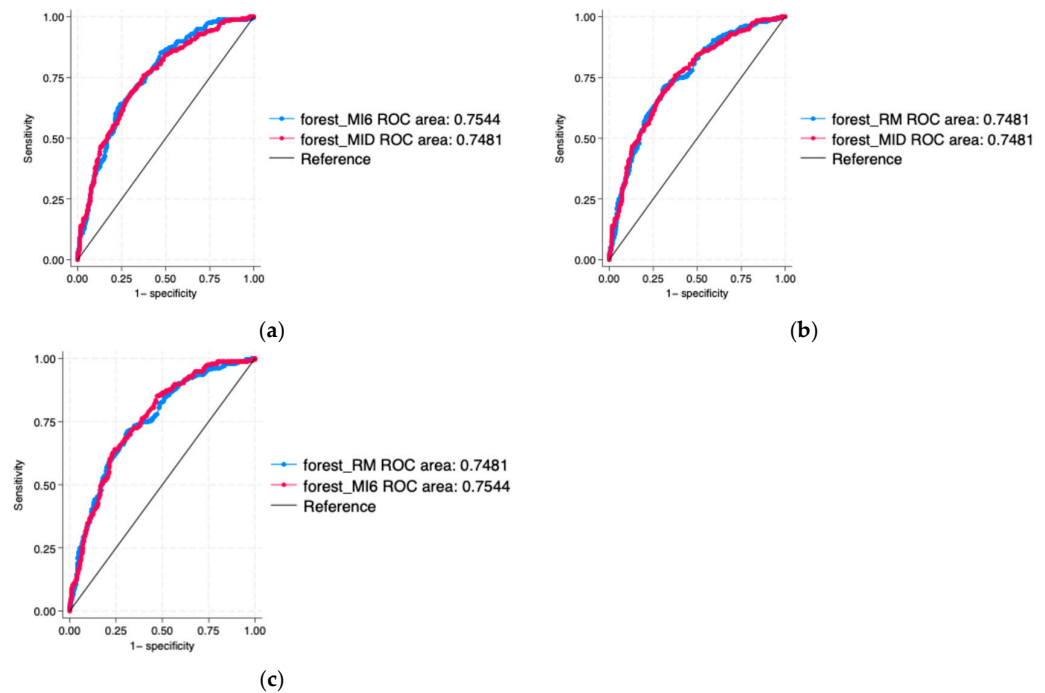 1.00
0.75
0.50
0.25
0.00
Sensitivity
0.00 0.25 0.50 0.75 1.00
1− specificity
forest_MI6 ROC area: 0.7544
forest_MID ROC area: 0.7481
Reference
(a)
1.00
0.75
0.50
0.25
0.00
Sensitivity
0.00 0.25 0.50 0.75 1.00
1− specificity
forest_RM ROC area: 0.7481
forest_MID ROC area: 0.7481
Reference
(b)
1.00
0.75
0.50
0.25
0.00
Sensitivity
0.00 0.25 0.50 0.75 1.00
1− specificity
forest_RM ROC area: 0.7481
forest_MI6 ROC area: 0.7544
Reference
(c)